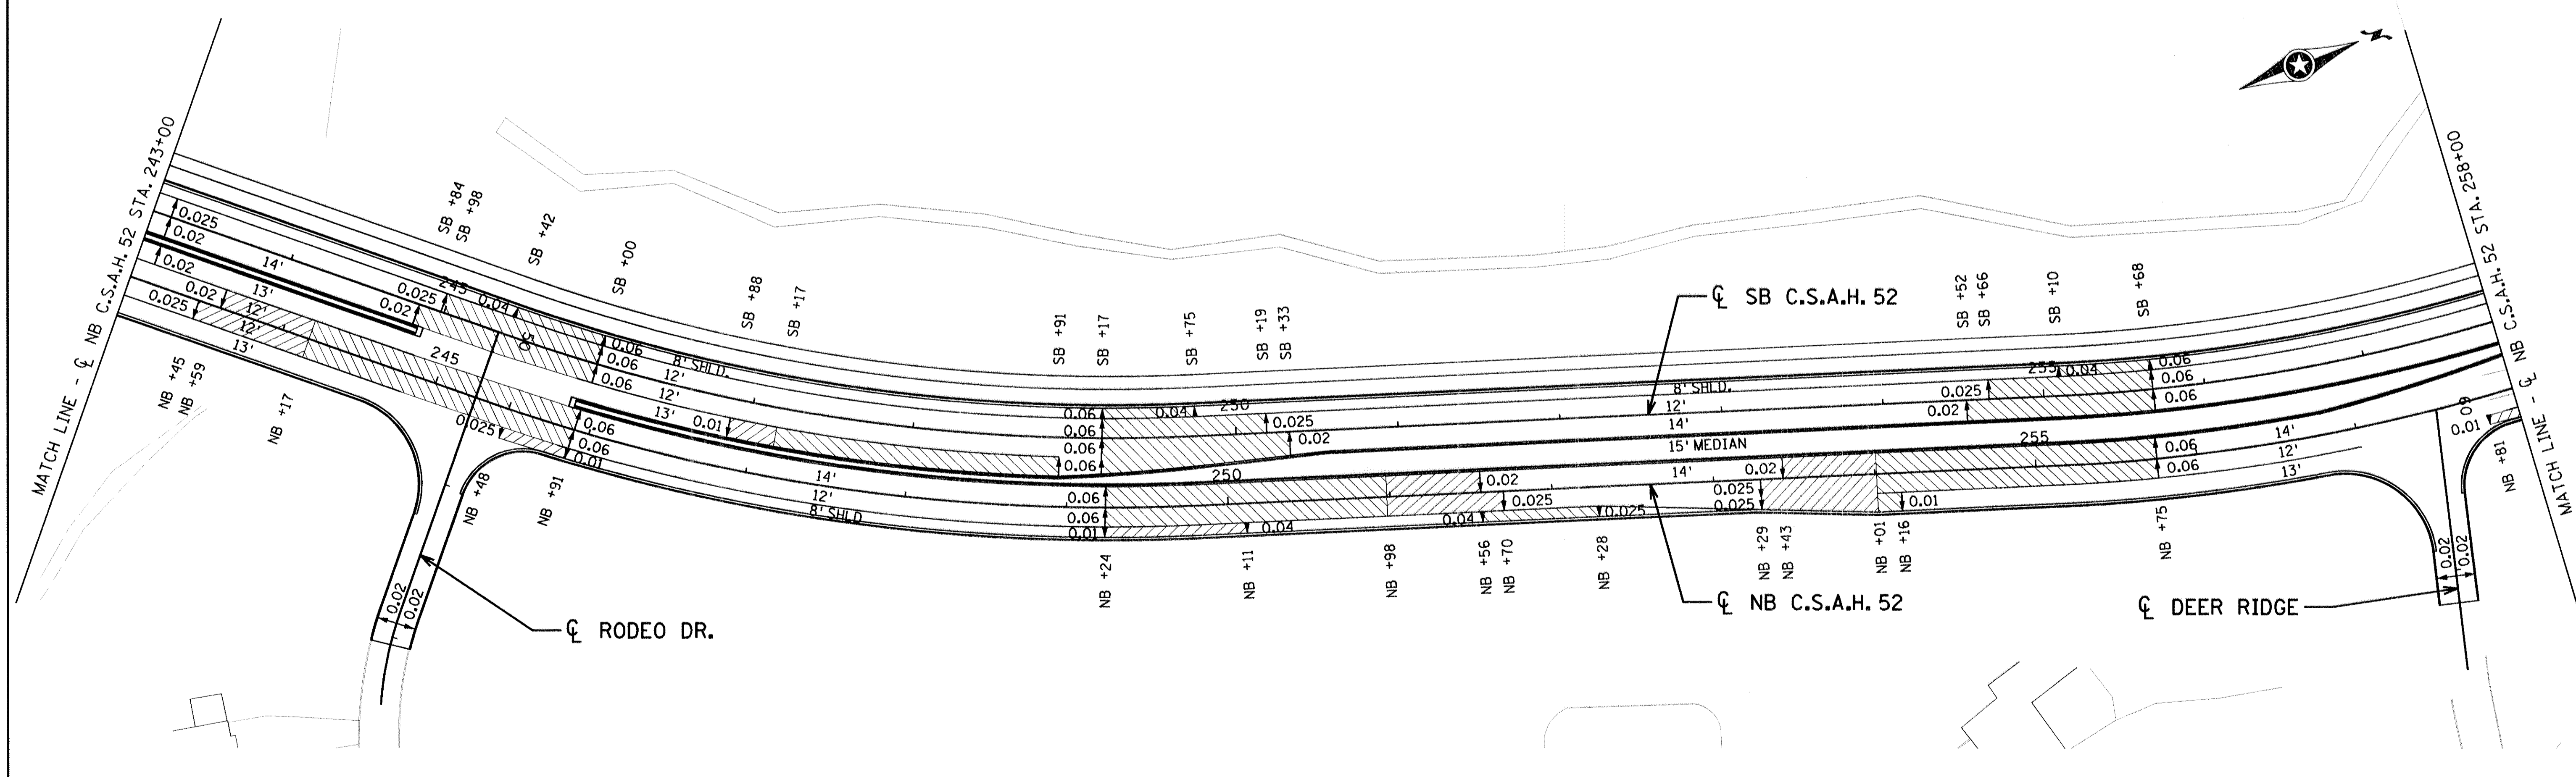 MATCH LINE - ℄ NB C.S.A.H. 52 STA. 243+00
SB +84
SB +98
SB +42
SB +00
SB +88
SB +17
SB +91
SB +17
SB +75
SB +19
SB +33
SB +52
SB +66
SB +10
SB +68
℄ SB C.S.A.H. 52
MATCH LINE - ℄ NB C.S.A.H. 52 STA. 258+00
0.025
0.02
14'
0.02
13'
0.02
12'
0.025
12'
13'
0.025
245
0.04
0.02
50
245
0.06
0.06
0.06
8' SHLD.
12'
12'
13'
0.01
0.025
0.06
0.06
0.01
14'
12'
8' SHLD
0.06
0.04
250
0.06
0.025
0.06
0.02
0.06
250
0.06
0.06
0.01
0.04
0.02
0.025
0.04
0.025
8' SHLD.
12'
14'
15' MEDIAN
14'
0.02
0.025
0.025
255
0.04
0.06
0.025
0.06
0.02
0.06
255
0.06
0.06
0.01
14'
12'
13'
60
0.01
NB +45
NB +59
NB +17
NB +48
NB +91
NB +24
NB +11
NB +98
NB +56
NB +70
NB +28
NB +29
NB +43
NB +01
NB +16
NB +75
NB +81
0.02
0.02
℄ RODEO DR.
℄ NB C.S.A.H. 52
℄ DEER RIDGE
0.02
0.02